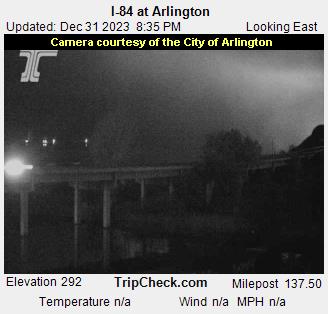 I-84 at Arlington
Updated: Dec 31 2023 8:35 PM Looking East
Camera courtesy of the City of Arlington
Elevation 292 TripCheck.com Milepost 137.50
Temperature n/a Wind n/a MPH n/a